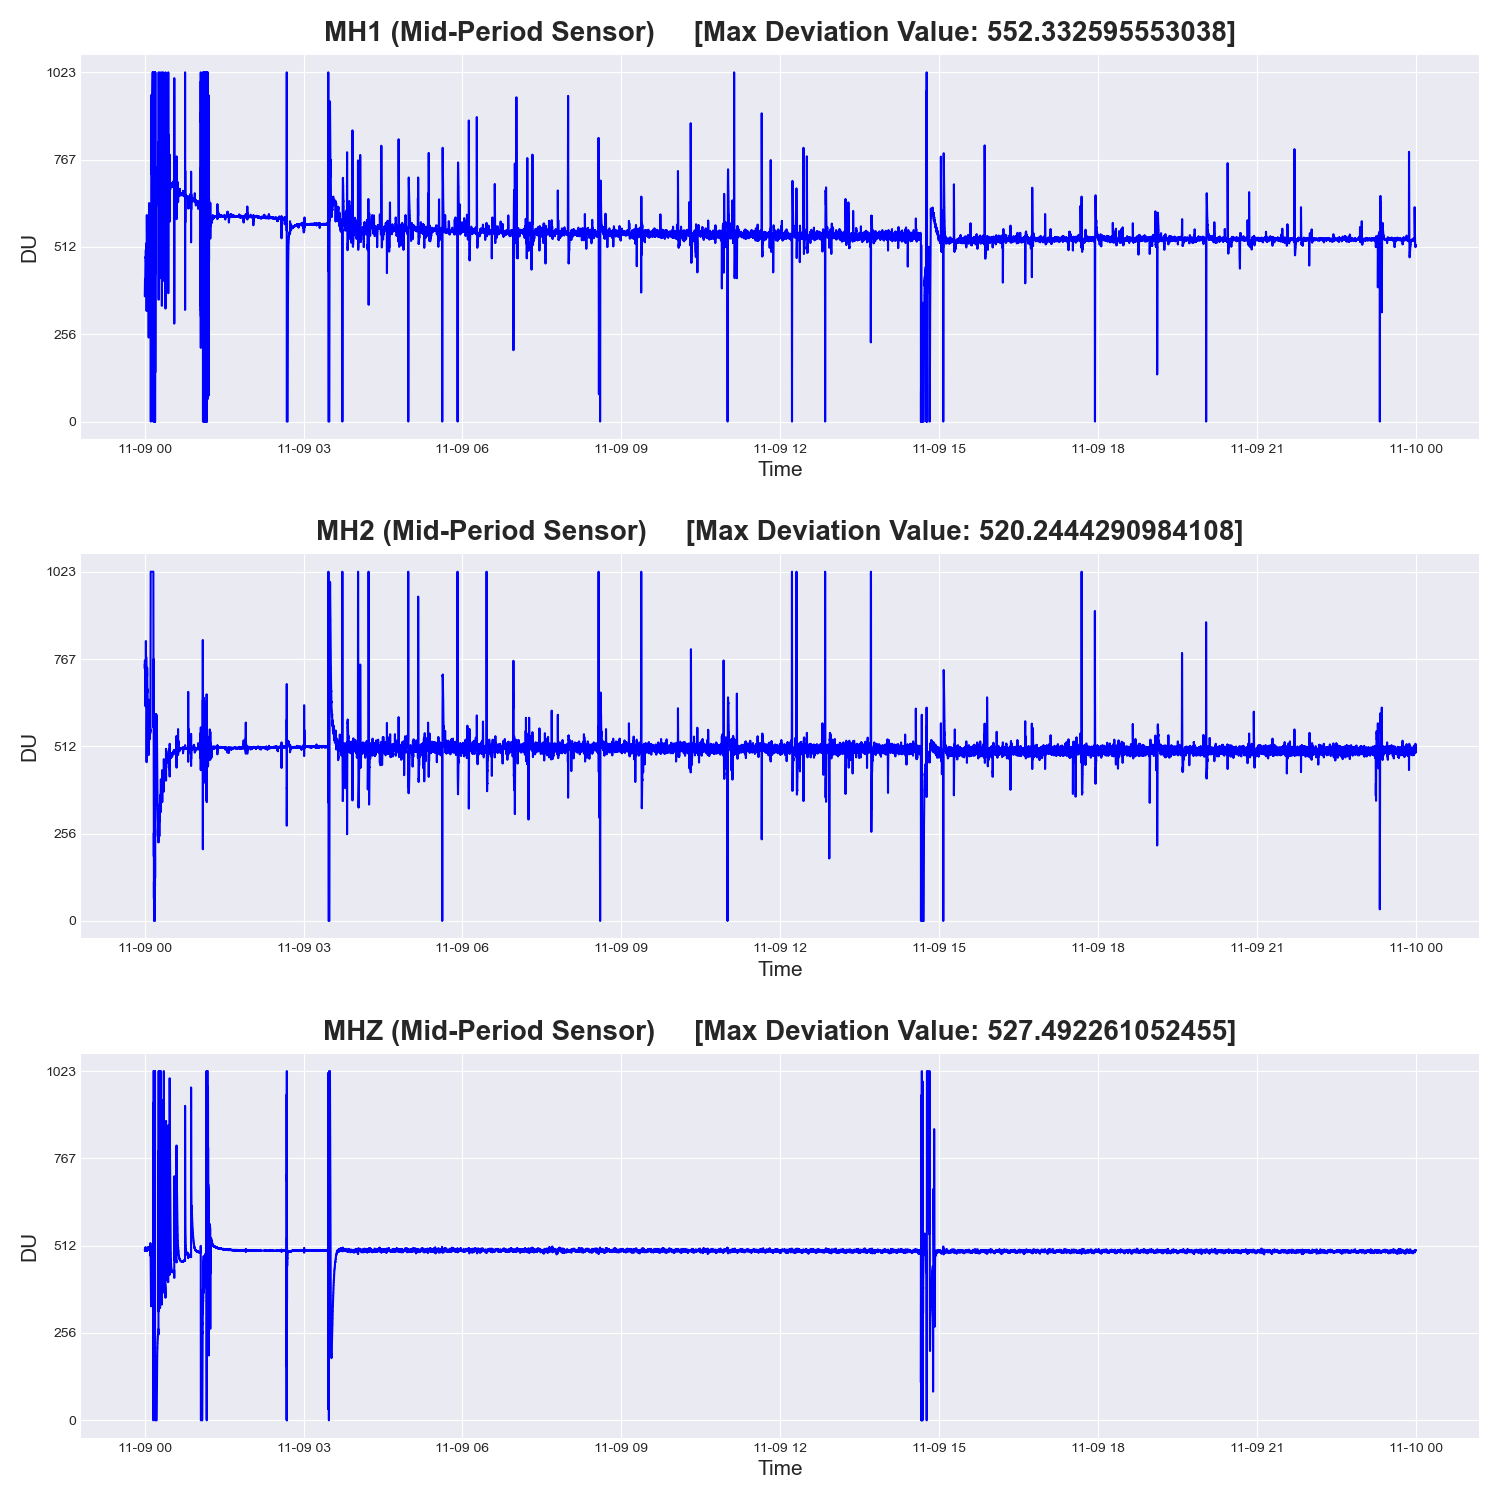 MH1 (Mid-Period Sensor)     [Max Deviation Value: 552.332595553038]
1023
767
512
256
0
DU
11-09 00 11-09 03 11-09 06 11-09 09 11-09 12 11-09 15 11-09 18 11-09 21 11-10 00
Time
MH2 (Mid-Period Sensor)     [Max Deviation Value: 520.2444290984108]
1023
767
512
256
0
DU
11-09 00 11-09 03 11-09 06 11-09 09 11-09 12 11-09 15 11-09 18 11-09 21 11-10 00
Time
MHZ (Mid-Period Sensor)     [Max Deviation Value: 527.492261052455]
1023
767
512
256
0
DU
11-09 00 11-09 03 11-09 06 11-09 09 11-09 12 11-09 15 11-09 18 11-09 21 11-10 00
Time